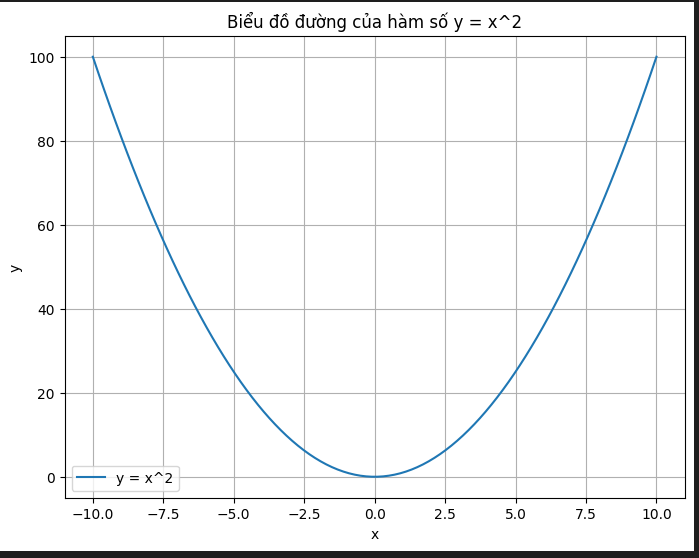 Biểu đồ đường của hàm số y = x^2
100
80
60
40
20
0
y
y = x^2
−10.0 −7.5 −5.0 −2.5 0.0 2.5 5.0 7.5 10.0
x